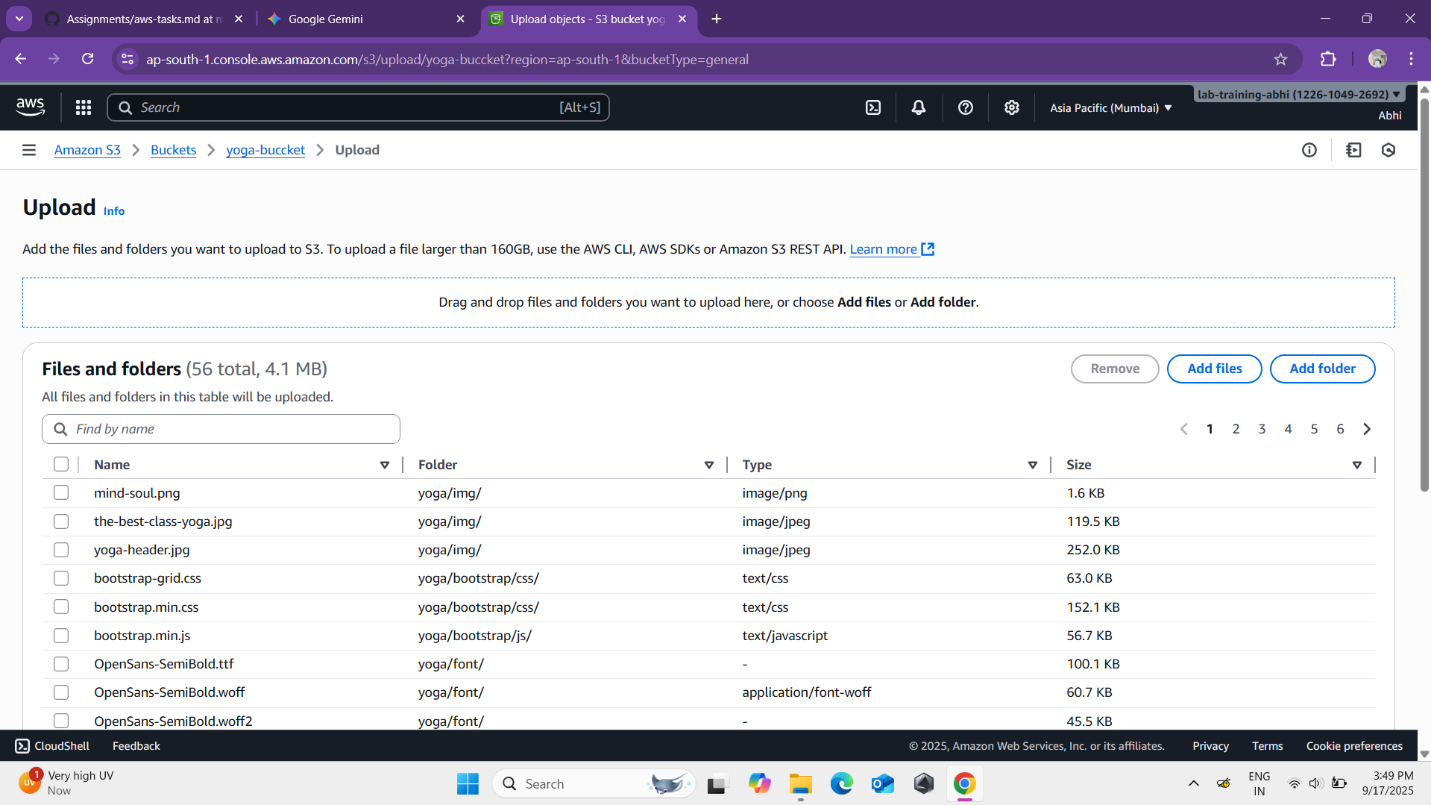 Assignments/aws-tasks.md at n
Google Gemini
Upload objects - S3 bucket yog
ap-south-1.console.aws.amazon.com/s3/upload/yoga-buccket?region=ap-south-1&bucketType=general
aws
Search [Alt+S]
Asia Pacific (Mumbai)
lab-training-abhi (1226-1049-2692)
Abhi
Amazon S3 > Buckets > yoga-buccket > Upload
Upload Info
Add the files and folders you want to upload to S3. To upload a file larger than 160GB, use the AWS CLI, AWS SDKs or Amazon S3 REST API. Learn more
Drag and drop files and folders you want to upload here, or choose Add files or Add folder.
Files and folders (56 total, 4.1 MB)
Remove
Add files
Add folder
All files and folders in this table will be uploaded.
Find by name
1 2 3 4 5 6
Name Folder Type Size
mind-soul.png yoga/img/ image/png 1.6 KB
the-best-class-yoga.jpg yoga/img/ image/jpeg 119.5 KB
yoga-header.jpg yoga/img/ image/jpeg 252.0 KB
bootstrap-grid.css yoga/bootstrap/css/ text/css 63.0 KB
bootstrap.min.css yoga/bootstrap/css/ text/css 152.1 KB
bootstrap.min.js yoga/bootstrap/js/ text/javascript 56.7 KB
OpenSans-SemiBold.ttf yoga/font/ - 100.1 KB
OpenSans-SemiBold.woff yoga/font/ application/font-woff 60.7 KB
OpenSans-SemiBold.woff2 yoga/font/ - 45.5 KB
CloudShell Feedback © 2025, Amazon Web Services, Inc. or its affiliates. Privacy Terms Cookie preferences
UV 1
Very high UV
Now
Search
ENG
IN
3:49 PM
9/17/2025